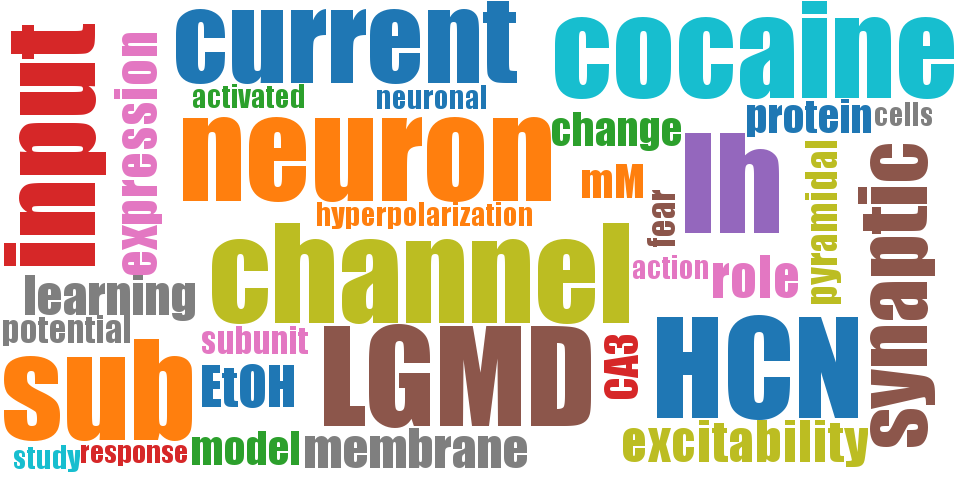 current
cocaine
input
expression
activated
neuronal
protein
cells
neuron
change
Ih
mM
pyramidal
synaptic
fear
hyperpolarization
channel
action
role
learning
potential
subunit
LGMD
HCN
CA3
sub
EtOH
excitability
model
membrane
response
study